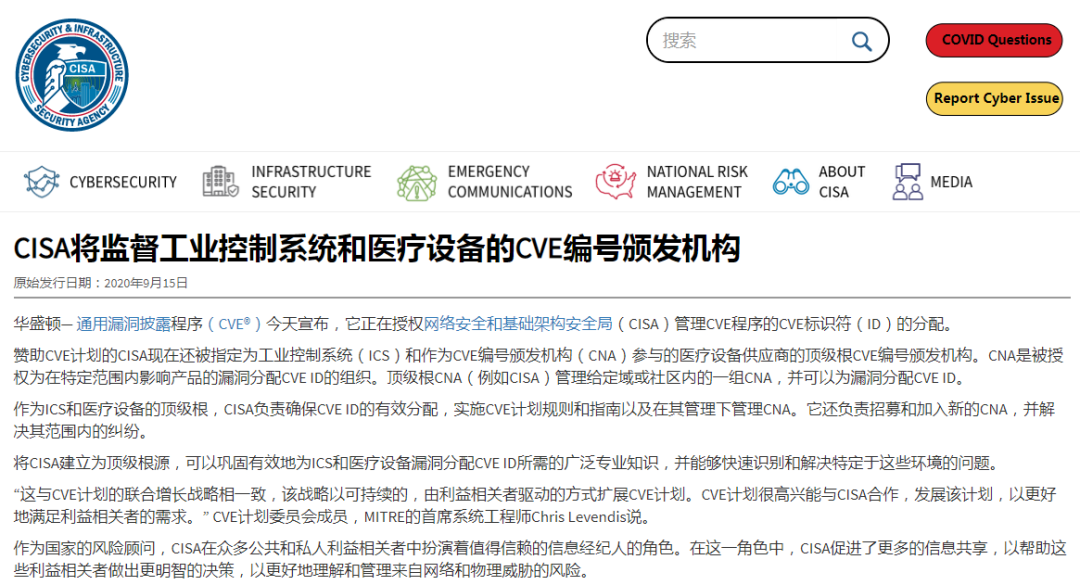 CYBERSECURITY & INFRASTRUCTURE
CISA
SECURITY AGENCY
搜索
COVID Questions
Report Cyber Issue
CYBERSECURITY
INFRASTRUCTURE
SECURITY
EMERGENCY
COMMUNICATIONS
NATIONAL RISK
MANAGEMENT
ABOUT
CISA
MEDIA
CISA将监督工业控制系统和医疗设备的CVE编号颁发机构
原始发行日期：2020年9月15日
华盛顿— 通用漏洞披露程序（CVE®）今天宣布，它正在授权网络安全和基础架构安全局（CISA）管理CVE程序的CVE标识符（ID）的分配。
赞助CVE计划的CISA现在还被指定为工业控制系统（ICS）和作为CVE编号颁发机构（CNA）参与的医疗设备供应商的顶级根CVE编号颁发机构。CNA是被授
权为在特定范围内影响产品的漏洞分配CVE ID的组织。顶级根CNA（例如CISA）管理给定域或社区内的一组CNA，并可以为漏洞分配CVE ID。
作为ICS和医疗设备的顶级根，CISA负责确保CVE ID的有效分配，实施CVE计划规则和指南以及在其管理下管理CNA。它还负责招募和加入新的CNA，并解
决其范围内的纠纷。
将CISA建立为顶级根源，可以巩固有效地为ICS和医疗设备漏洞分配CVE ID所需的广泛专业知识，并能够快速识别和解决特定于这些环境的问题。
“这与CVE计划的联合增长战略相一致，该战略以可持续的，由利益相关者驱动的方式扩展CVE计划。CVE计划很高兴能与CISA合作，发展该计划，以更好
地满足利益相关者的需求。” CVE计划委员会成员，MITRE的首席系统工程师Chris Levendis说。
作为国家的风险顾问，CISA在众多公共和私人利益相关者中扮演着值得信赖的信息经纪人的角色。在这一角色中，CISA促进了更多的信息共享，以帮助这
些利益相关者做出更明智的决策，以更好地理解和管理来自网络和物理威胁的风险。